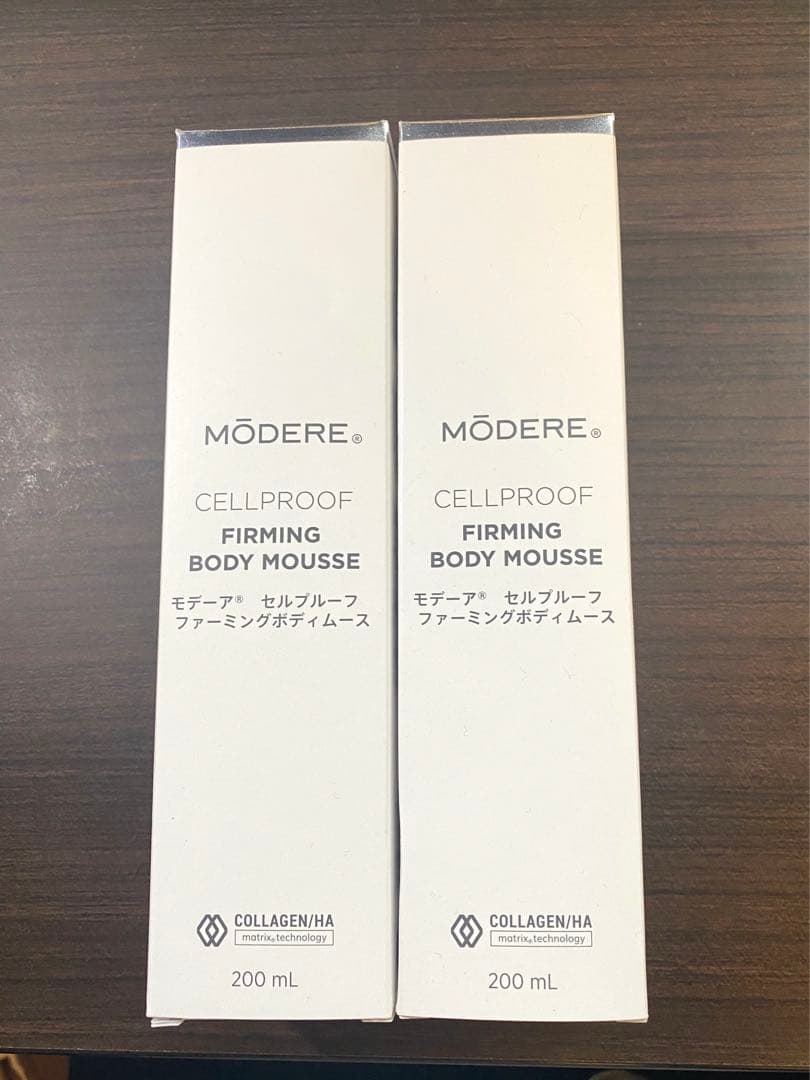 MŌDERE®
CELLPROOF
FIRMING
BODY MOUSSE
モデーア® セルプルーフ
ファーミングボディムース
COLLAGEN/HA
matrix®technology
200 mL
MŌDERE®
CELLPROOF
FIRMING
BODY MOUSSE
モデーア® セルプルーフ
ファーミングボディムース
COLLAGEN/HA
matrix®technology
200 mL